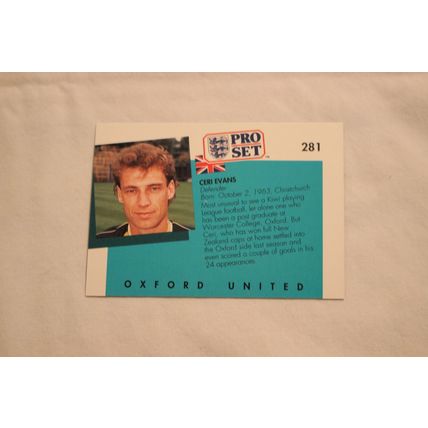 PRO
SET
281
CERI EVANS
Defender
Born: October 2, 1963, Christchurch
Most unusual to see a Kiwi playing
League football, let alone one who
has been a post graduate at
Worcester College, Oxford. But
Ceri, who has won full New
Zealand caps at home settled into
the Oxford side last season and
even scored a couple of goals in his
24 appearances.
OXFORD UNITED